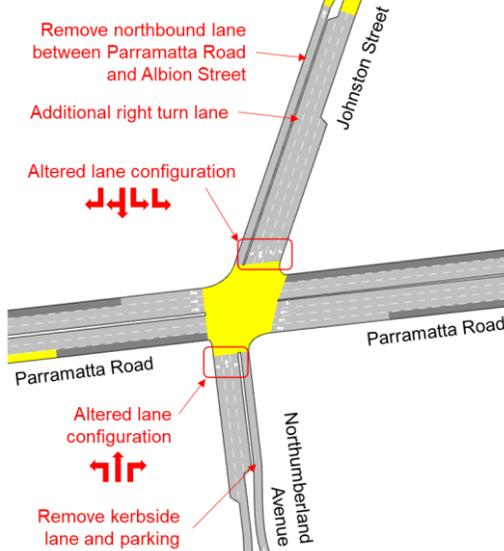 Remove northbound lane
between Parramatta Road
and Albion Street
Johnston Street
Additional right turn lane
Altered lane configuration
Parramatta Road
Parramatta Road
Altered lane
configuration
Northumberland
Avenue
Remove kerbside
lane and parking